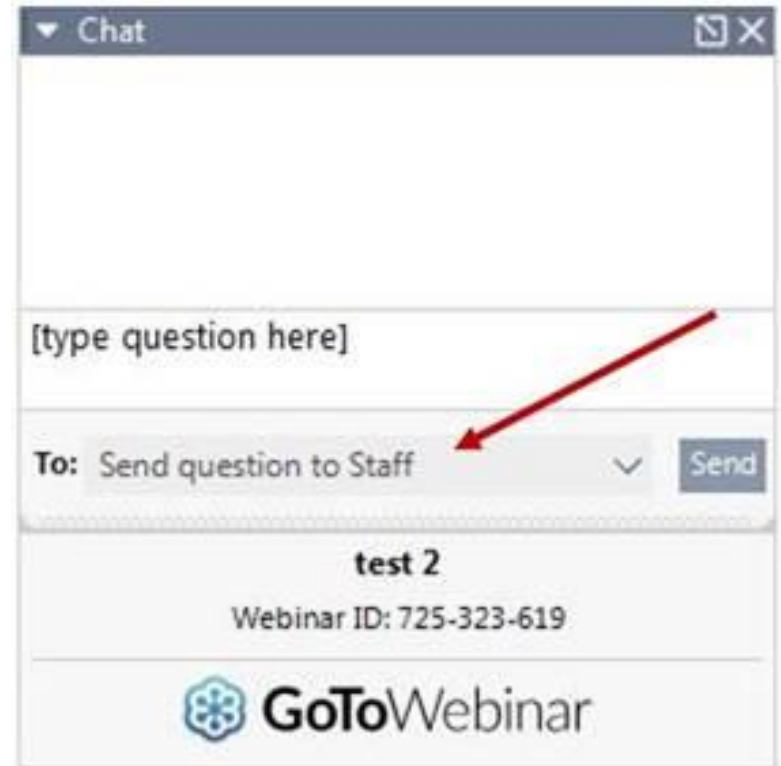 Chat
[type question here]
To: Send question to Staff Send
test 2
Webinar ID: 725-323-619
GoToWebinar